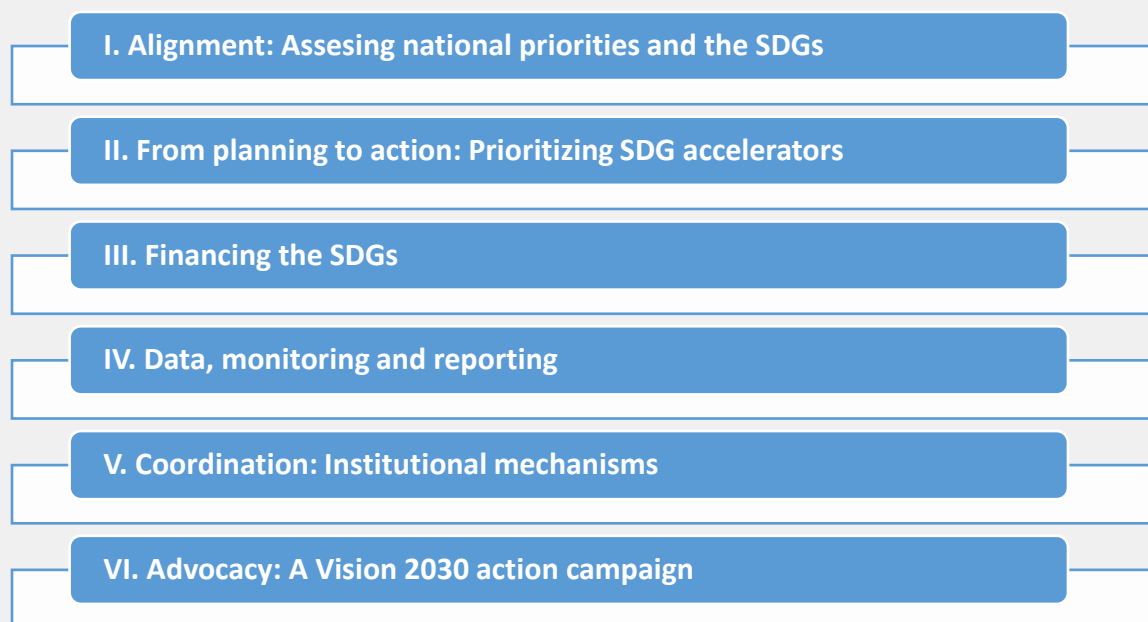 I. Alignment: Assesing national priorities and the SDGs
II. From planning to action: Prioritizing SDG accelerators
III. Financing the SDGs
IV. Data, monitoring and reporting
V. Coordination: Institutional mechanisms
VI. Advocacy: A Vision 2030 action campaign